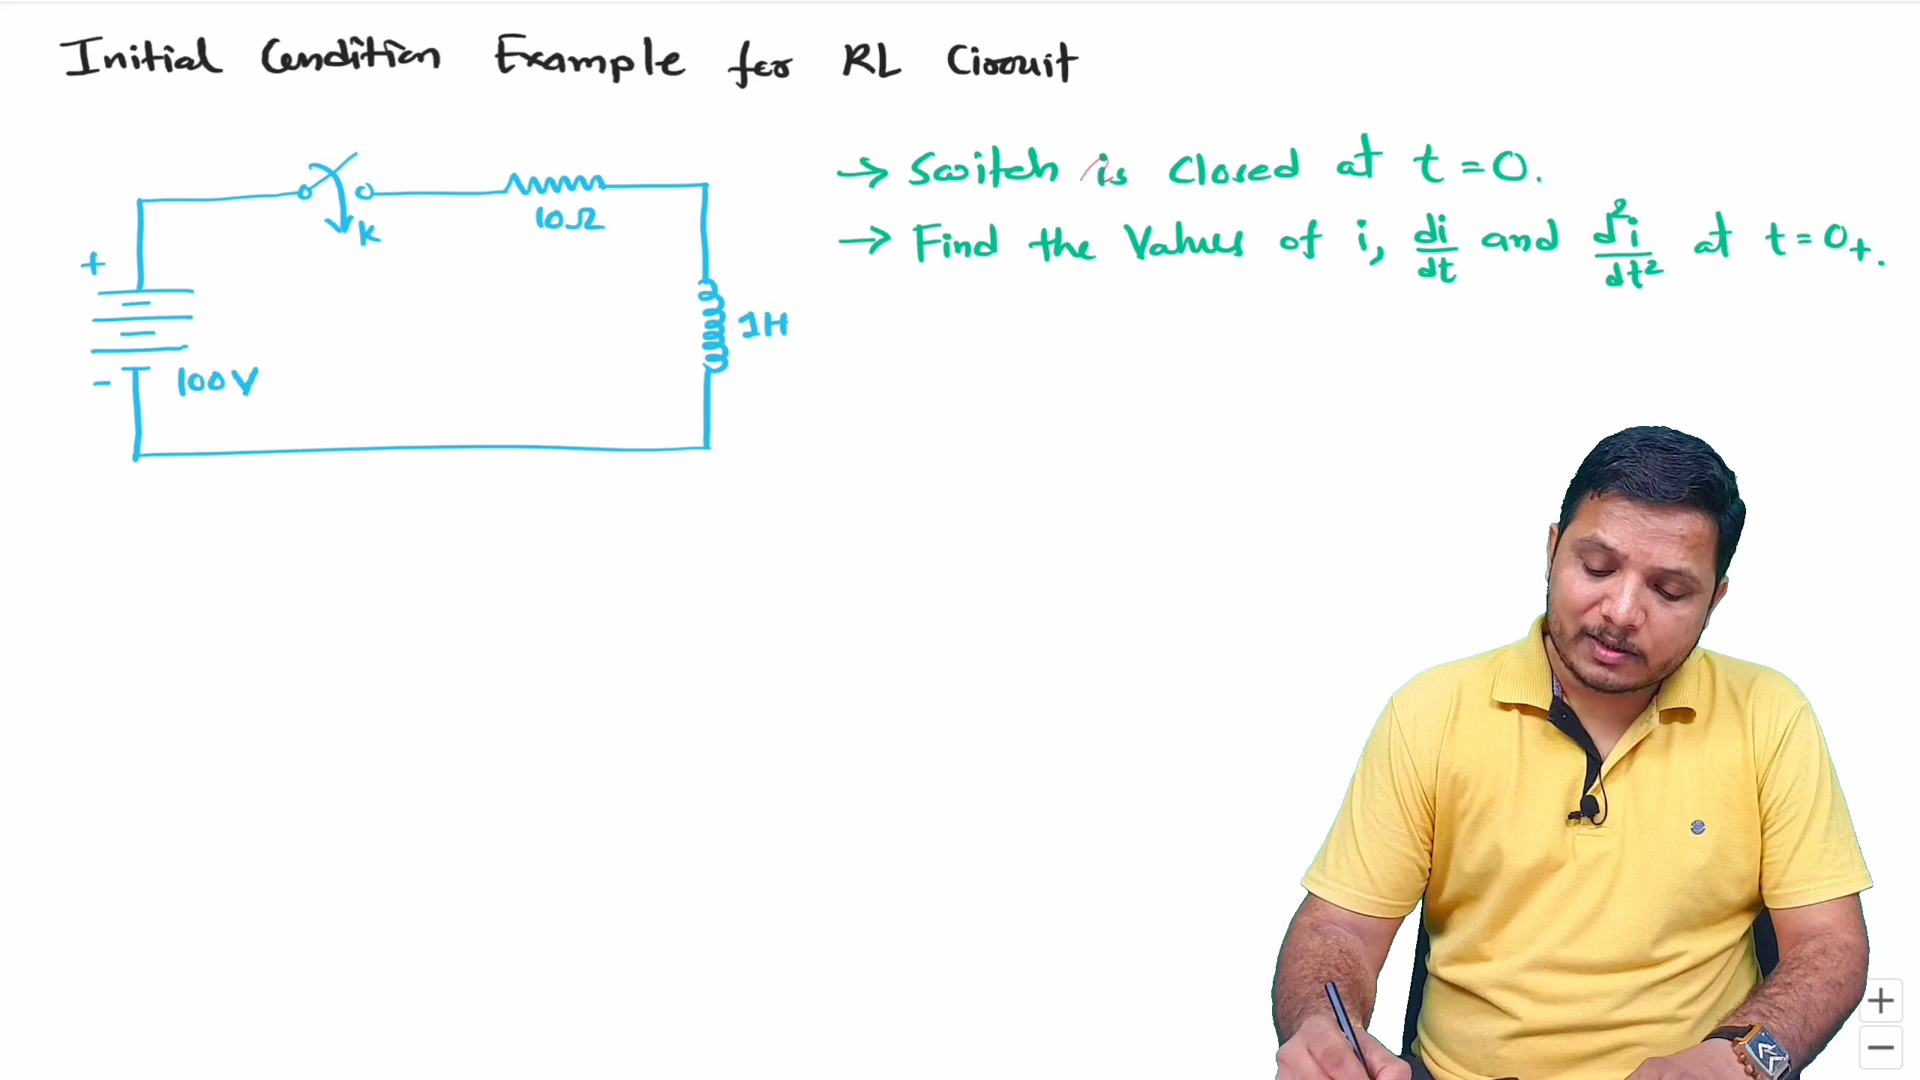 Initial Condition Example for RL Circuit
→ Switch is closed at t = 0.
→ Find the values of i, di/dt and d²i/dt² at t = 0+.
K
10Ω
+
1H
- 100V